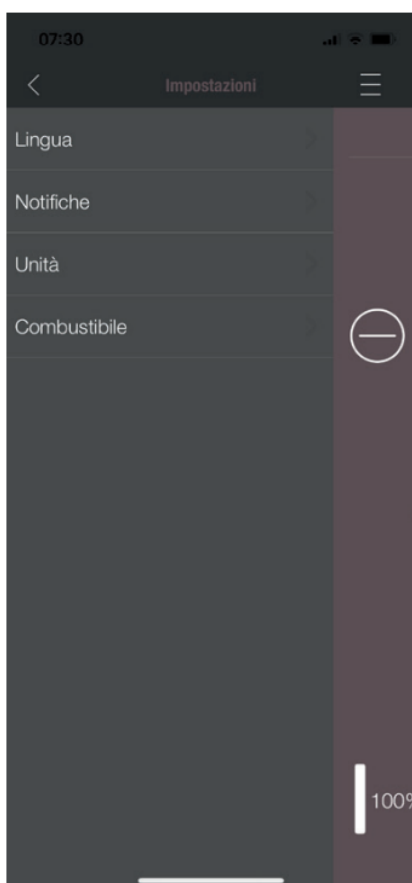 07:30
Impostazioni
Lingua
Notifiche
Unità
Combustibile
100%